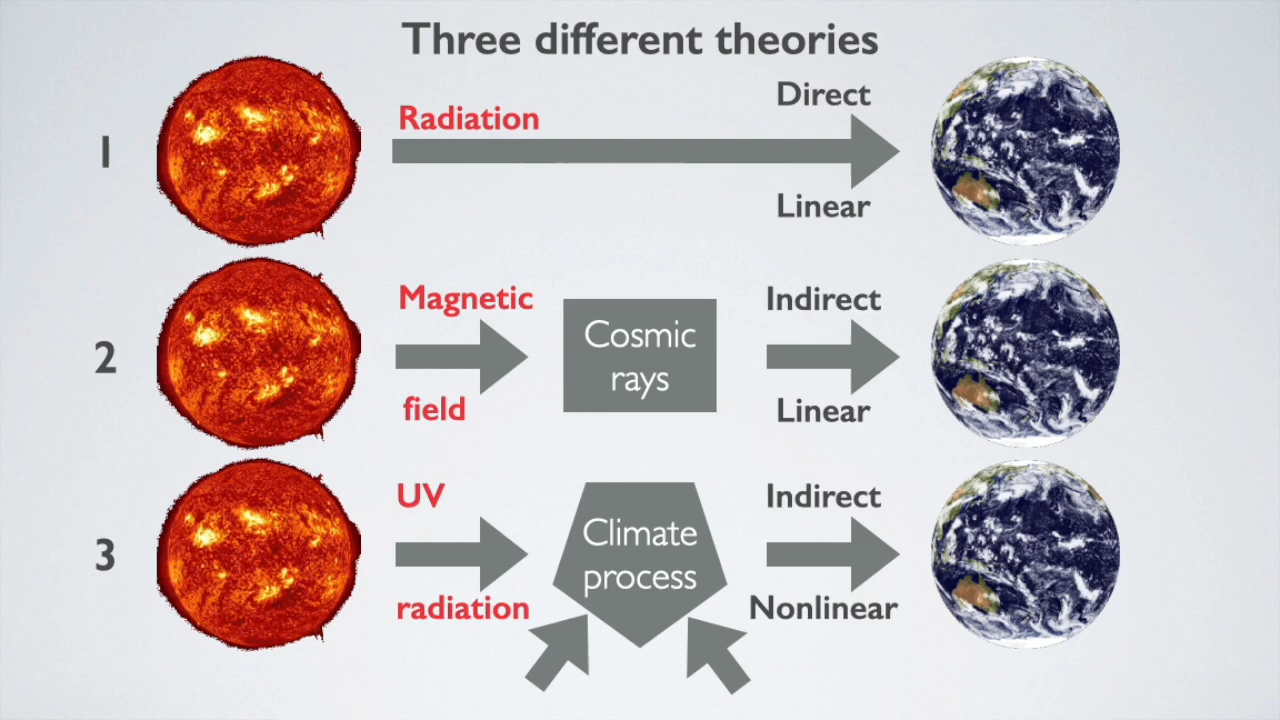 Three different theories
1
Radiation
Direct
Linear
2
Magnetic
field
Cosmic
rays
Indirect
Linear
3
UV
radiation
Climate
process
Indirect
Nonlinear